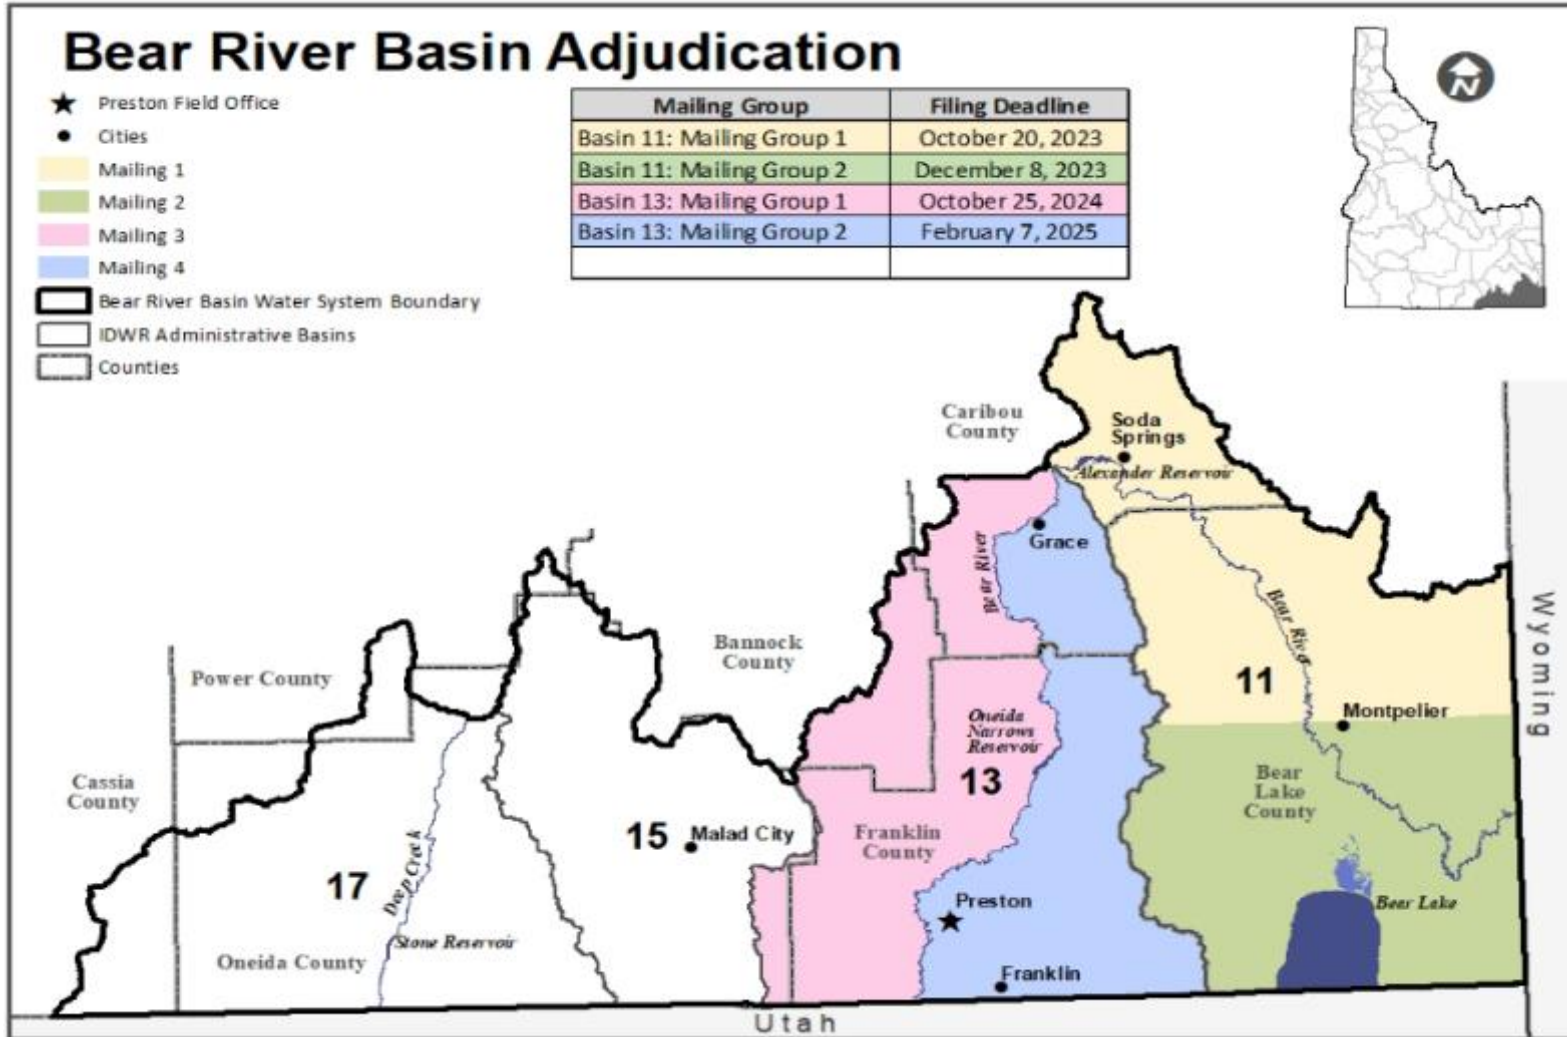 Bear River Basin Adjudication
Preston Field Office
Cities
Mailing 1
Mailing 2
Mailing 3
Mailing 4
Bear River Basin Water System Boundary
IDWR Administrative Basins
Counties
Mailing Group Filing Deadline
Basin 11: Mailing Group 1 October 20, 2023
Basin 11: Mailing Group 2 December 8, 2023
Basin 13: Mailing Group 1 October 25, 2024
Basin 13: Mailing Group 2 February 7, 2025
N
Caribou
County
Soda
Springs
Alexander Reservoir
Grace
Bear River
Bear River
Wyoming
Bannock
County
Power County
11
Montpelier
Oneida
Narrows
Reservoir
13
Cassia
County
Bear
Lake
County
15
Malad City
Franklin
County
17
Deep Creek
Preston
Bear Lake
Stone Reservoir
Oneida County
Franklin
Utah